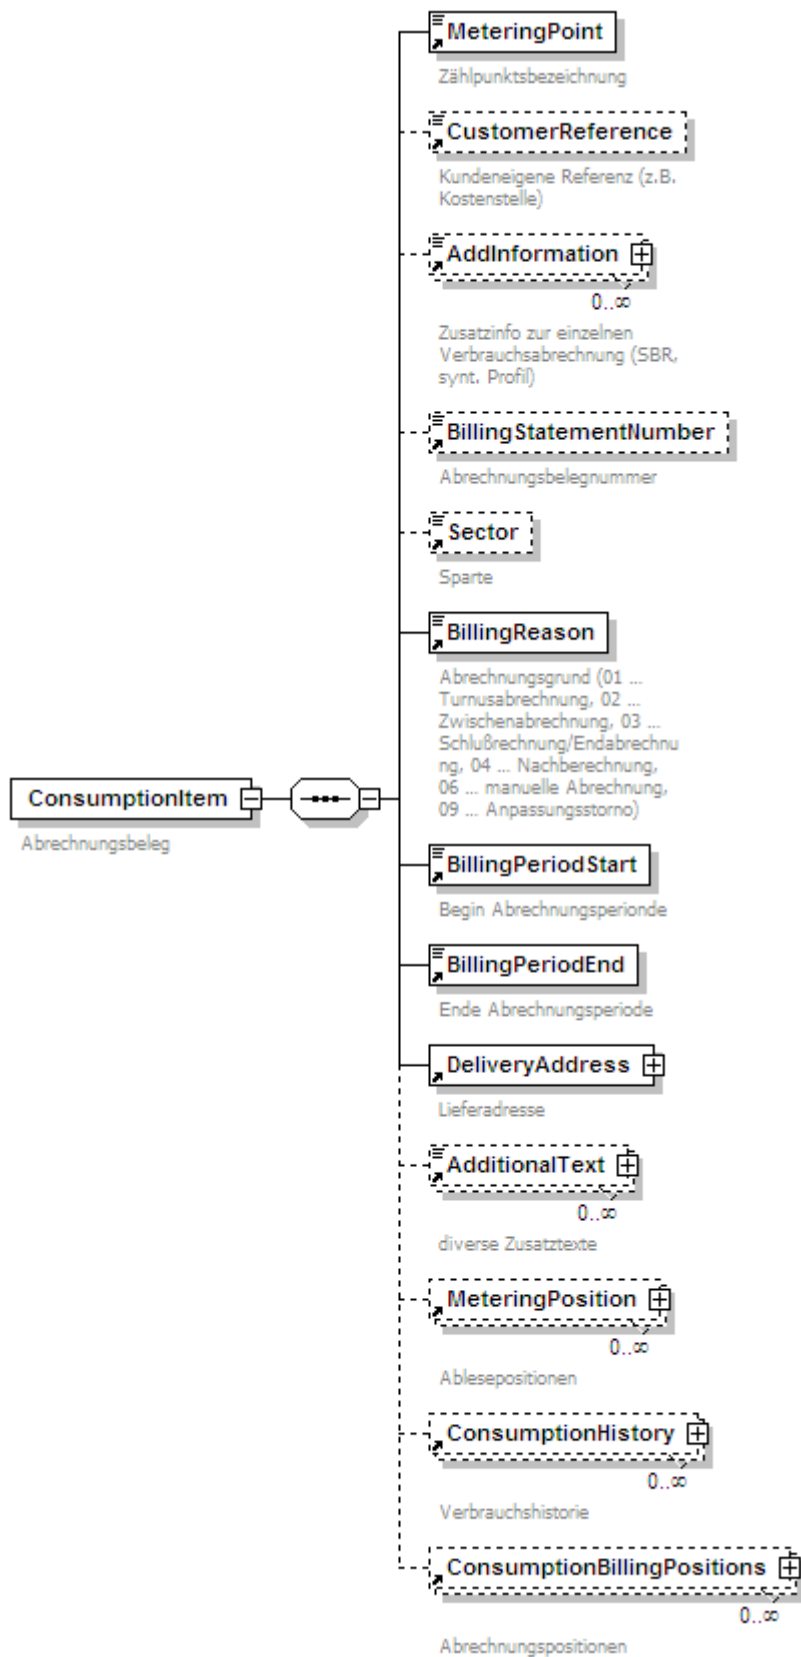 MeteringPoint
Zählpunktsbezeichnung
CustomerReference
Kundeneigene Referenz (z.B.
Kostenstelle)
AddInformation
0..∞
Zusatzinfo zur einzelnen
Verbrauchsabrechnung (SBR,
synt. Profil)
BillingStatementNumber
Abrechnungsbelegnummer
Sector
Sparte
BillingReason
Abrechnungsgrund (01 ...
Turnusabrechnung, 02 ...
Zwischenabrechnung, 03 ...
Schlußrechnung/Endabrechnu
ng, 04 ... Nachberechnung,
06 ... manuelle Abrechnung,
09 ... Anpassungsstorno)
ConsumptionItem
Abrechnungsbeleg
BillingPeriodStart
Begin Abrechnungsperionde
BillingPeriodEnd
Ende Abrechnungsperiode
DeliveryAddress
Lieferadresse
AdditionalText
0..∞
diverse Zusatztexte
MeteringPosition
0..∞
Ablesepositionen
ConsumptionHistory
0..∞
Verbrauchshistorie
ConsumptionBillingPositions
0..∞
Abrechnungspositionen